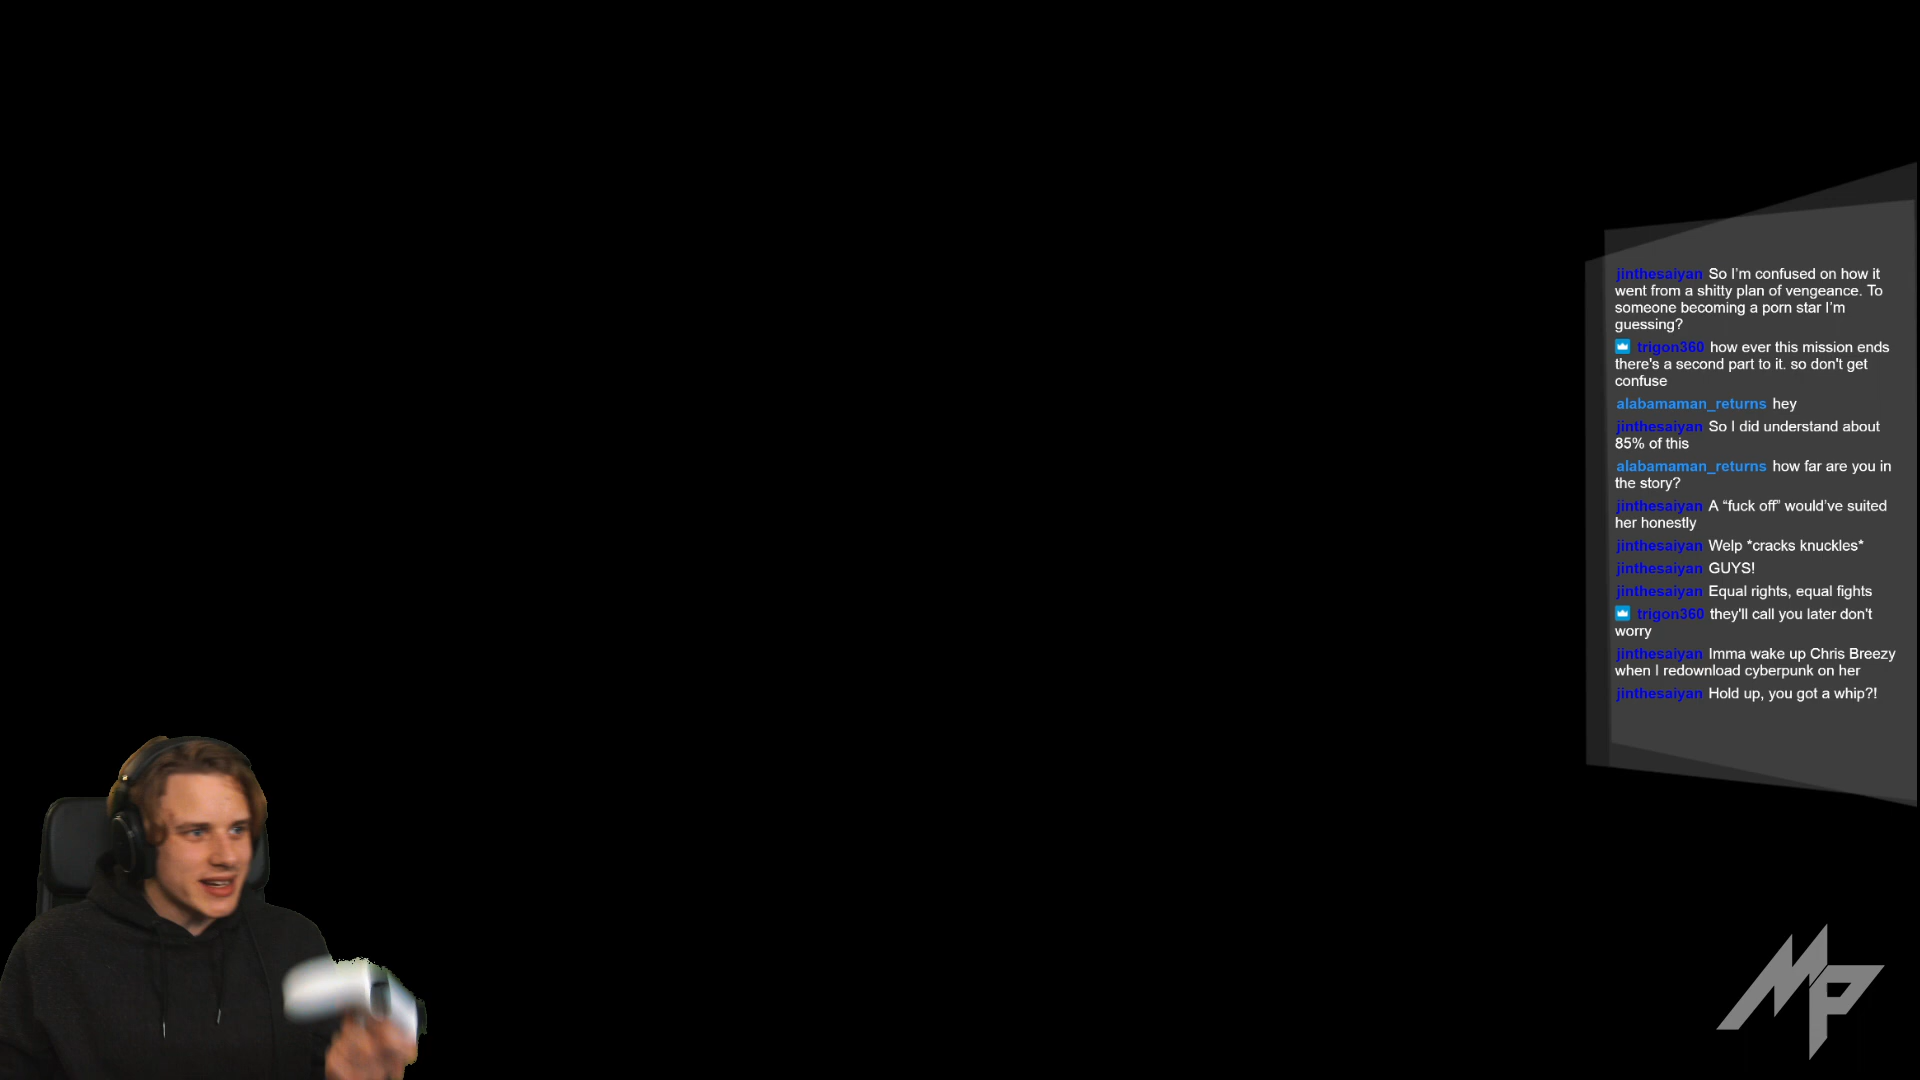 jinthesaiyan So I'm confused on how it
went from a shitty plan of vengeance. To
someone becoming a porn star I'm
guessing?
trigon360 how ever this mission ends
there's a second part to it. so don't get
confuse
alabamaman_returns hey
jinthesaiyan So I did understand about
85% of this
alabamaman_returns how far are you in
the story?
jinthesaiyan A “fuck off” would've suited
her honestly
jinthesaiyan Welp *cracks knuckles*
jinthesaiyan GUYS!
jinthesaiyan Equal rights, equal fights
trigon360 they'll call you later don't
worry
jinthesaiyan Imma wake up Chris Breezy
when I redownload cyberpunk on her
jinthesaiyan Hold up, you got a whip?!
MP